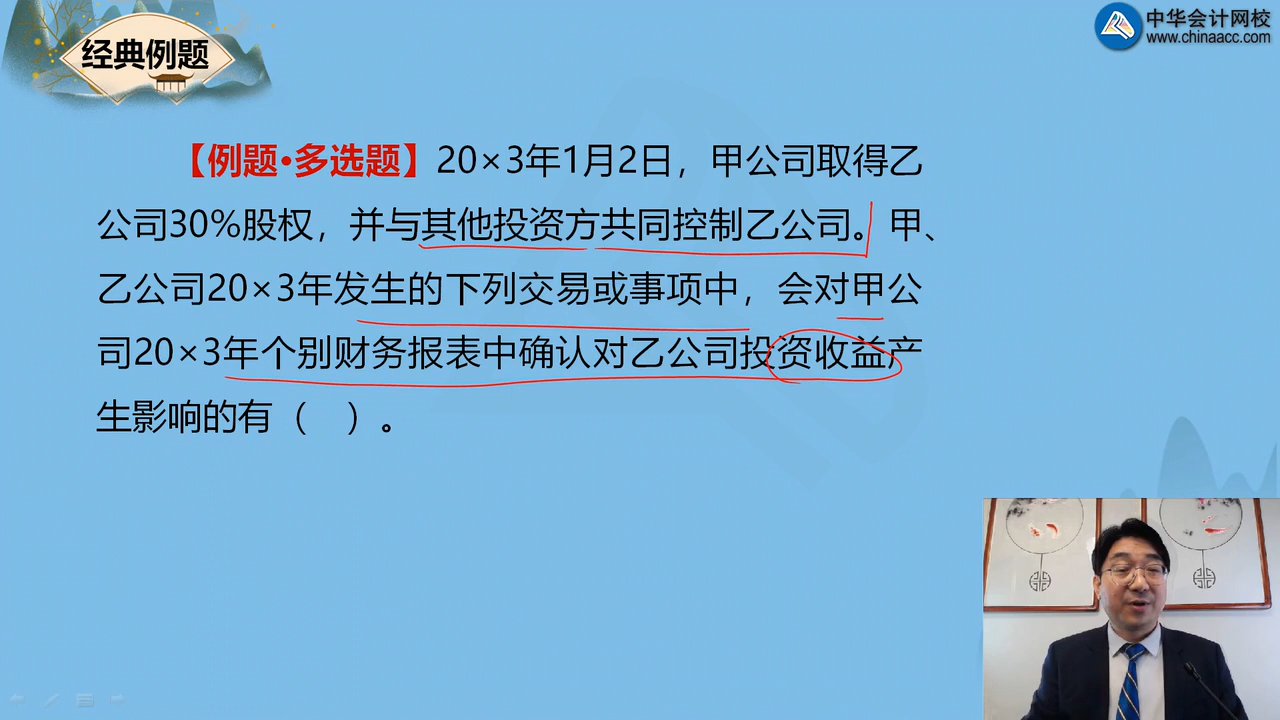 经典例题
中华会计网校
www.chinaacc.com
【例题•多选题】20×3年1月2日，甲公司取得乙
公司30%股权，并与其他投资方共同控制乙公司。甲、
乙公司20×3年发生的下列交易或事项中，会对甲公
司20×3年个别财务报表中确认对乙公司投资收益产
生影响的有（　）。